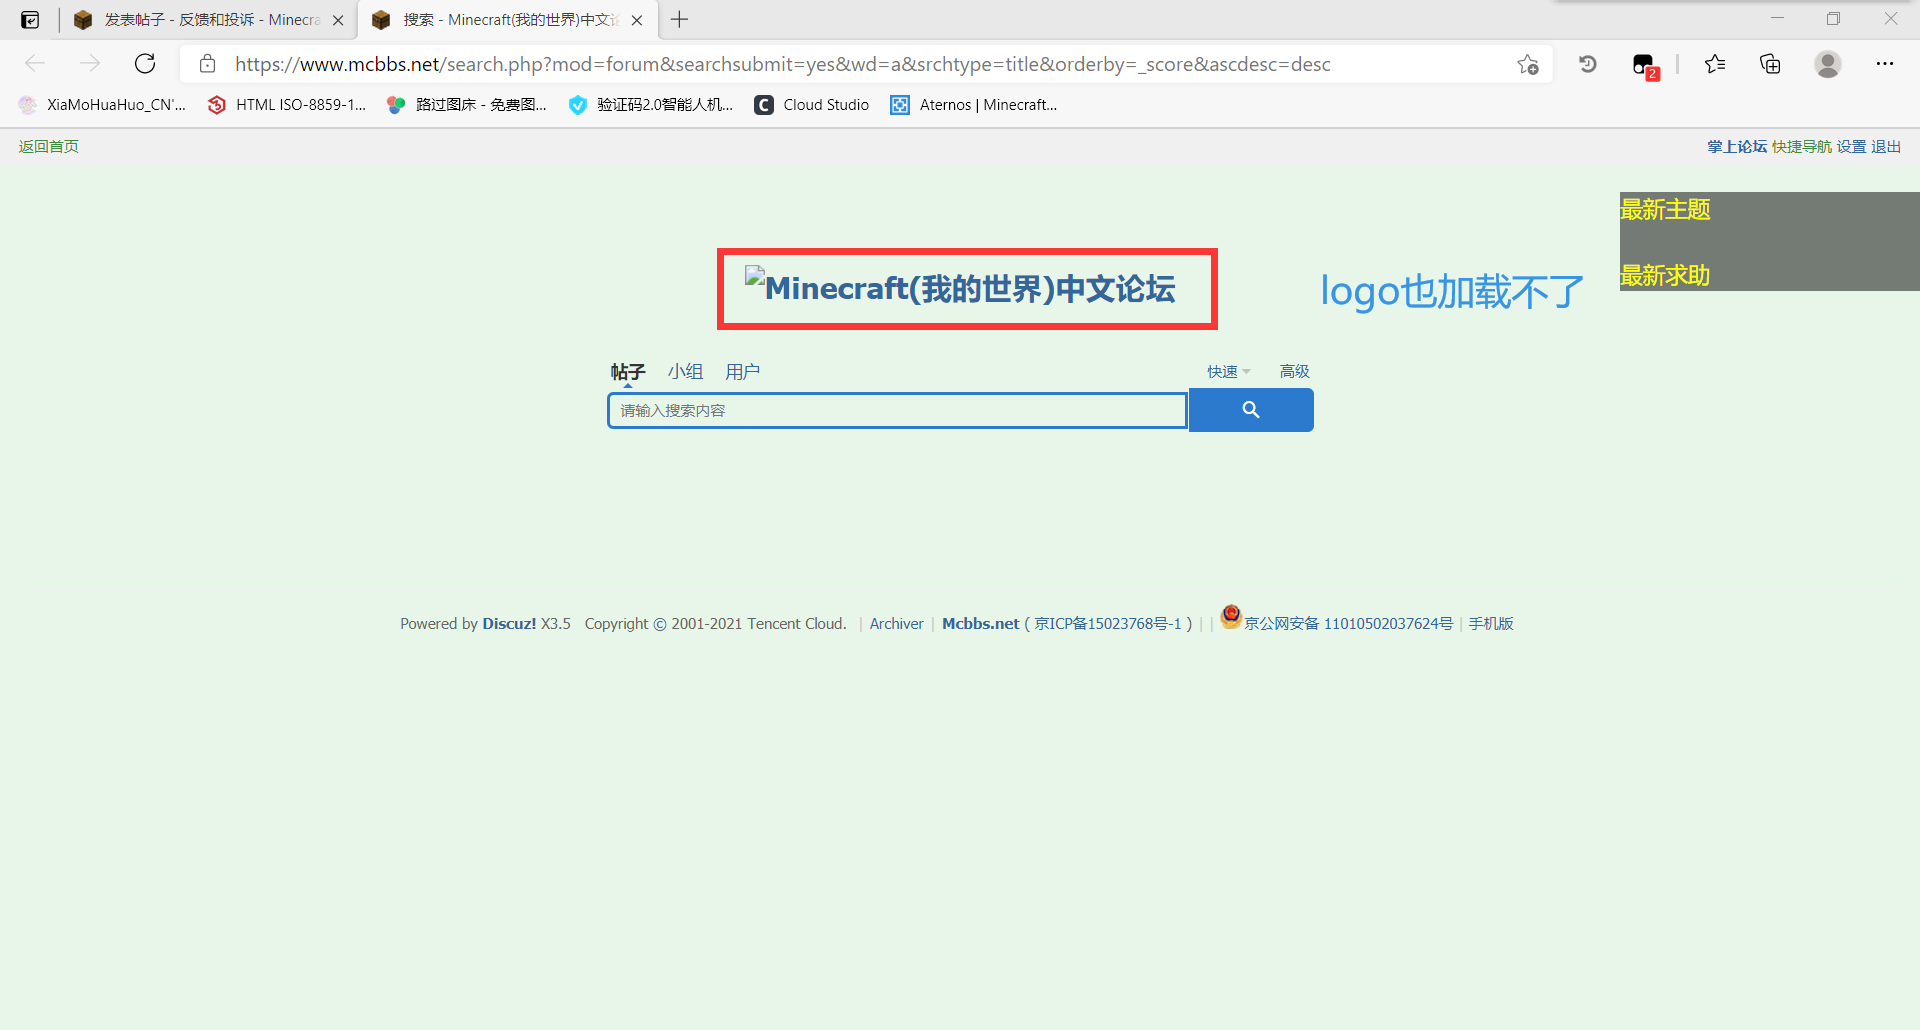 发表帖子 - 反馈和投诉 - Minecra
搜索 - Minecraft(我的世界)中文论
https://www.mcbbs.net/search.php?mod=forum&searchsubmit=yes&wd=a&srchtype=title&orderby=_score&ascdesc=desc
2
XiaMoHuaHuo_CN'...
HTML ISO-8859-1...
路过图床 - 免费图...
验证码2.0智能人机...
C Cloud Studio
Aternos | Minecraft...
返回首页
掌上论坛 快捷导航 设置 退出
最新主题
最新求助
Minecraft(我的世界)中文论坛
logo也加载不了
帖子 小组 用户
快速 高级
请输入搜索内容
Powered by Discuz! X3.5 Copyright © 2001-2021 Tencent Cloud. | Archiver | Mcbbs.net ( 京ICP备15023768号-1 ) | | 京公网安备 11010502037624号 | 手机版